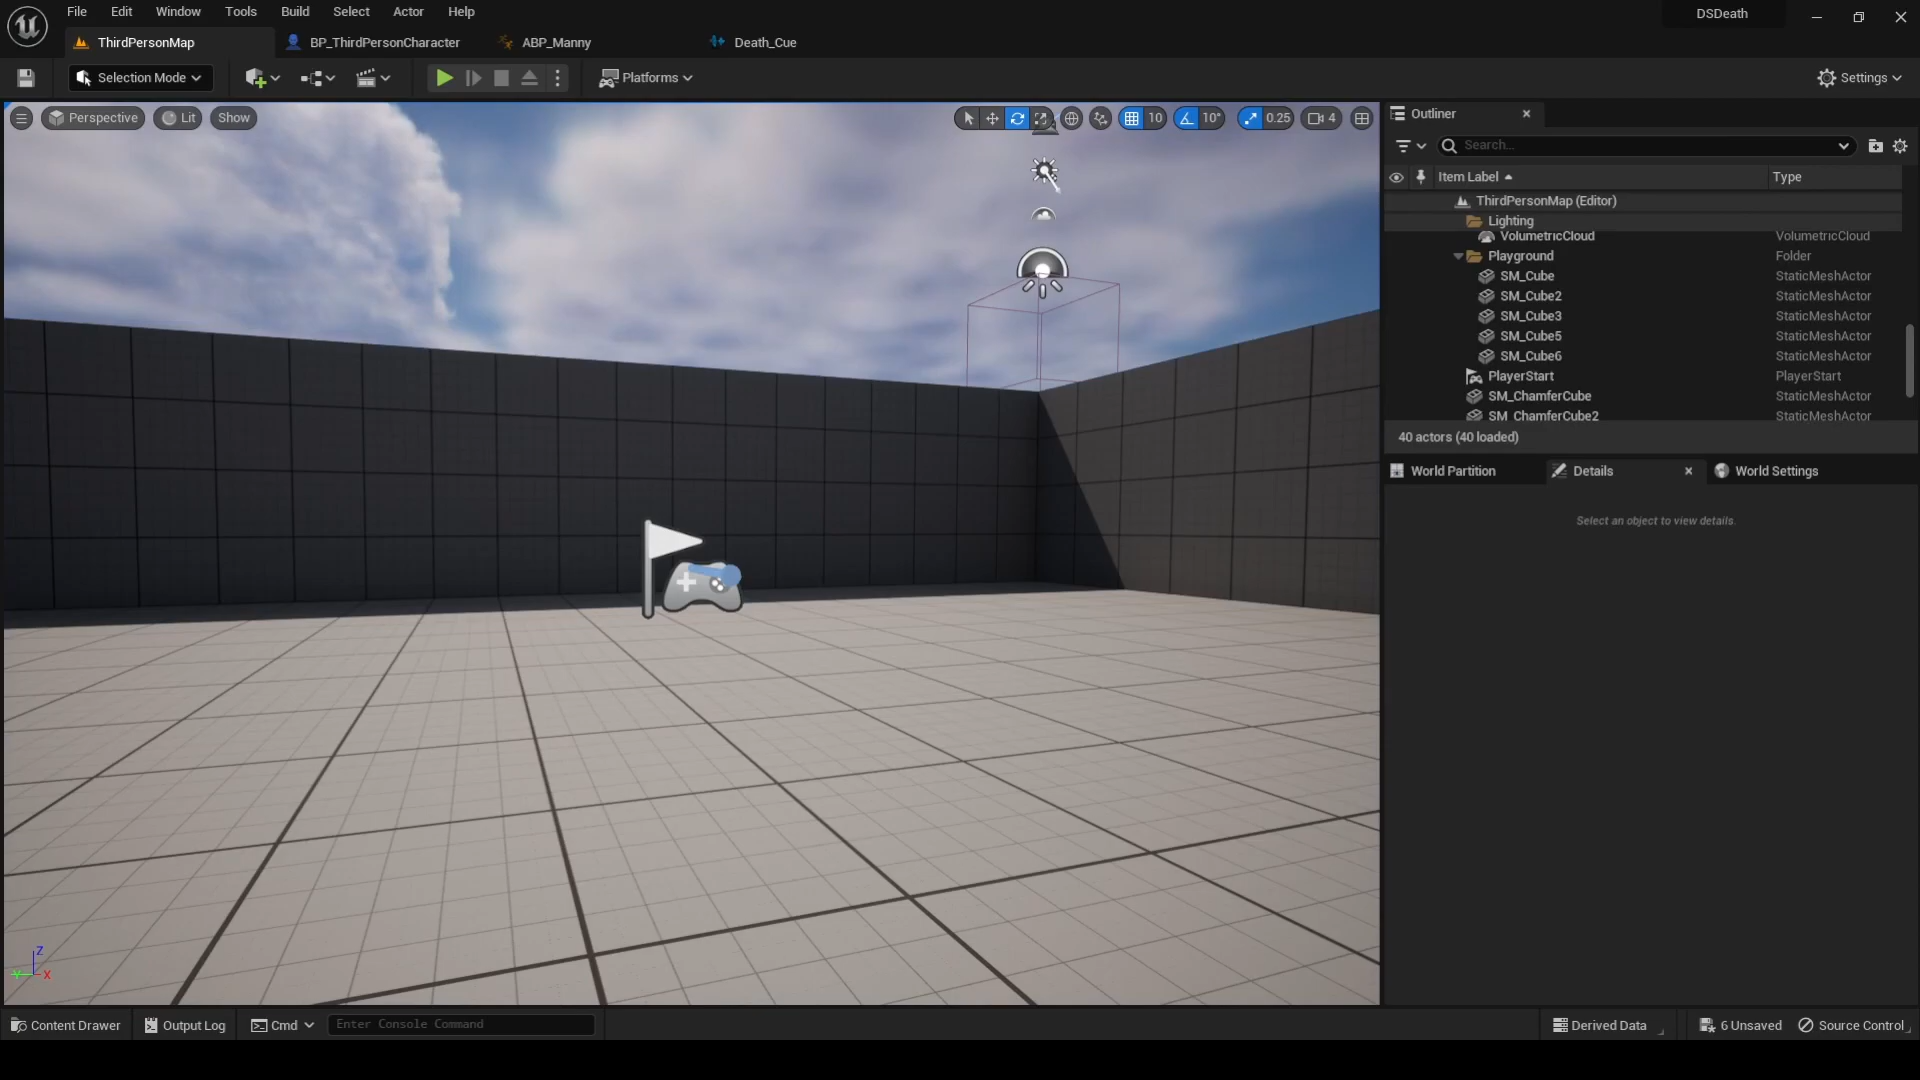 File Edit Window Tools Build Select Actor Help
DSDeath
ThirdPersonMap BP_ThirdPersonCharacter ABP_Manny Death_Cue
Selection Mode Platforms Settings
Perspective Lit Show 10 10° 0.25 4
Outliner
Search...
Item Label Type
ThirdPersonMap (Editor)
Lighting
VolumetricCloud VolumetricCloud
Playground Folder
SM_Cube StaticMeshActor
SM_Cube2 StaticMeshActor
SM_Cube3 StaticMeshActor
SM_Cube5 StaticMeshActor
SM_Cube6 StaticMeshActor
PlayerStart PlayerStart
SM_ChamferCube StaticMeshActor
SM_ChamferCube2 StaticMeshActor
40 actors (40 loaded)
World Partition Details World Settings
Select an object to view details.
Z
Y X
Content Drawer Output Log Cmd Enter Console Command Derived Data 6 Unsaved Source Control